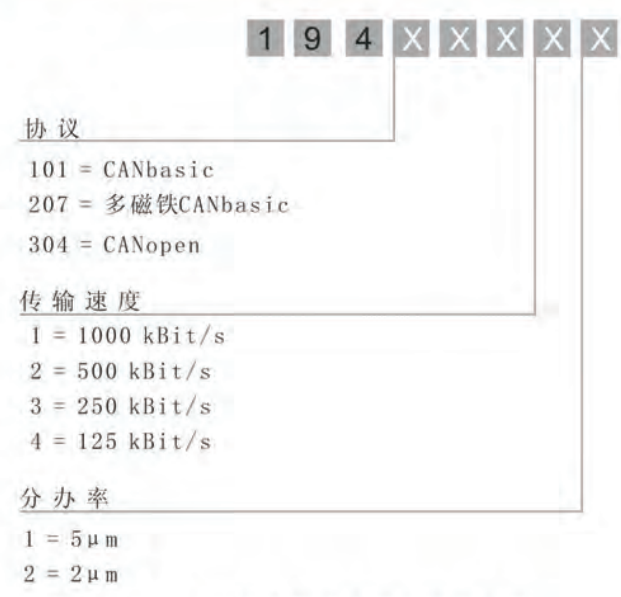 1 9 4 X X X X X
协议
101 = CANbasic
207 = 多磁铁CANbasic
304 = CANopen
传输速度
1 = 1000 kBit/s
2 = 500 kBit/s
3 = 250 kBit/s
4 = 125 kBit/s
分办率
1 = 5μm
2 = 2μm